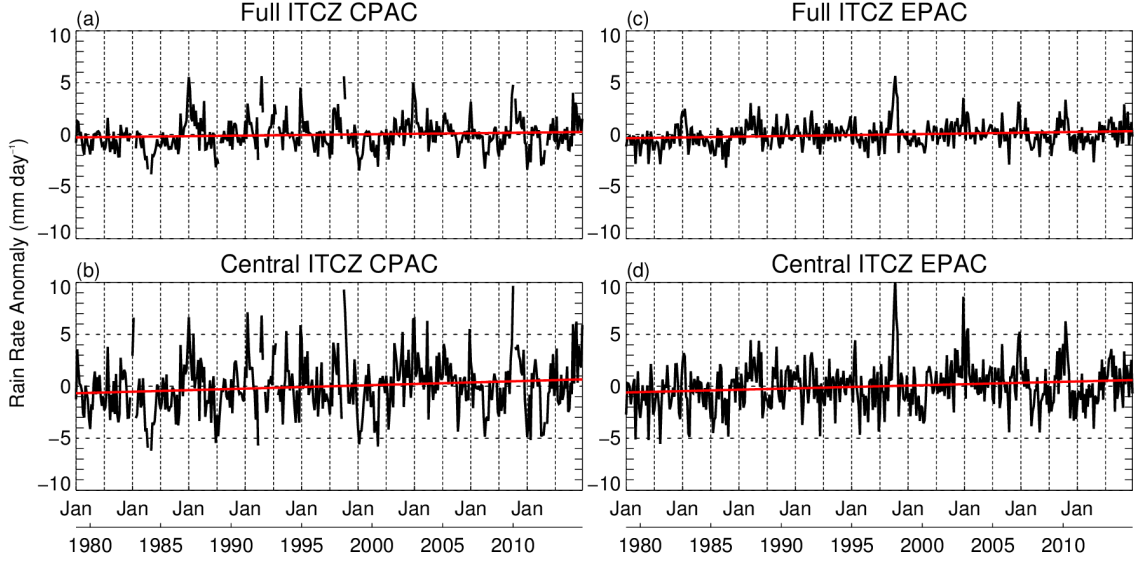 Full ITCZ CPAC
(a)
10
5
0
−5
−10
Full ITCZ EPAC
(c)
10
5
0
−5
−10
Rain Rate Anomaly (mm day⁻¹)
Central ITCZ CPAC
(b)
10
5
0
−5
−10
Jan Jan Jan Jan Jan Jan Jan Jan Jan
1980 1985 1990 1995 2000 2005 2010
Central ITCZ EPAC
(d)
10
5
0
−5
−10
Jan Jan Jan Jan Jan Jan Jan Jan Jan
1980 1985 1990 1995 2000 2005 2010